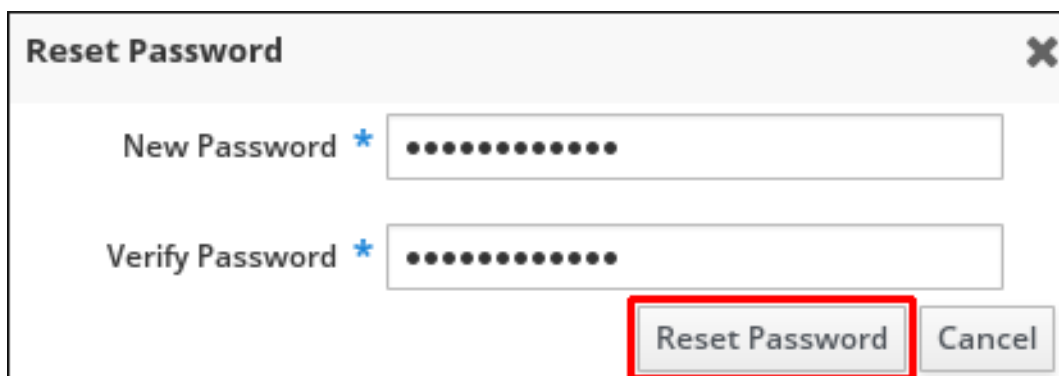 Reset Password
New Password * ••••••••••••
Verify Password * ••••••••••••
Reset Password Cancel